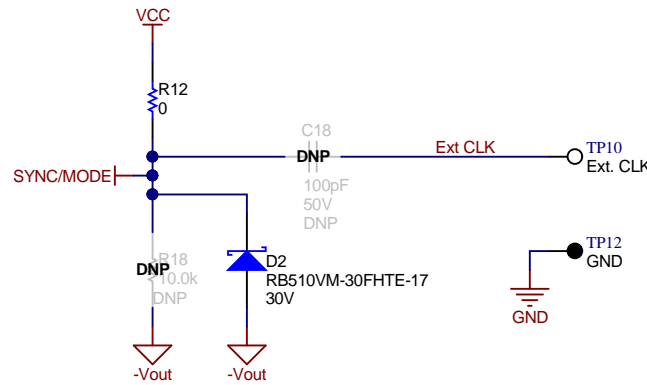 VCC
R12
0
C18
DNP
100pF
50V
DNP
Ext CLK
TP10
Ext. CLK
SYNC/MODE
R18
DNP
10.0k
DNP
D2
RB510VM-30FHTE-17
30V
TP12
GND
GND
-Vout
-Vout